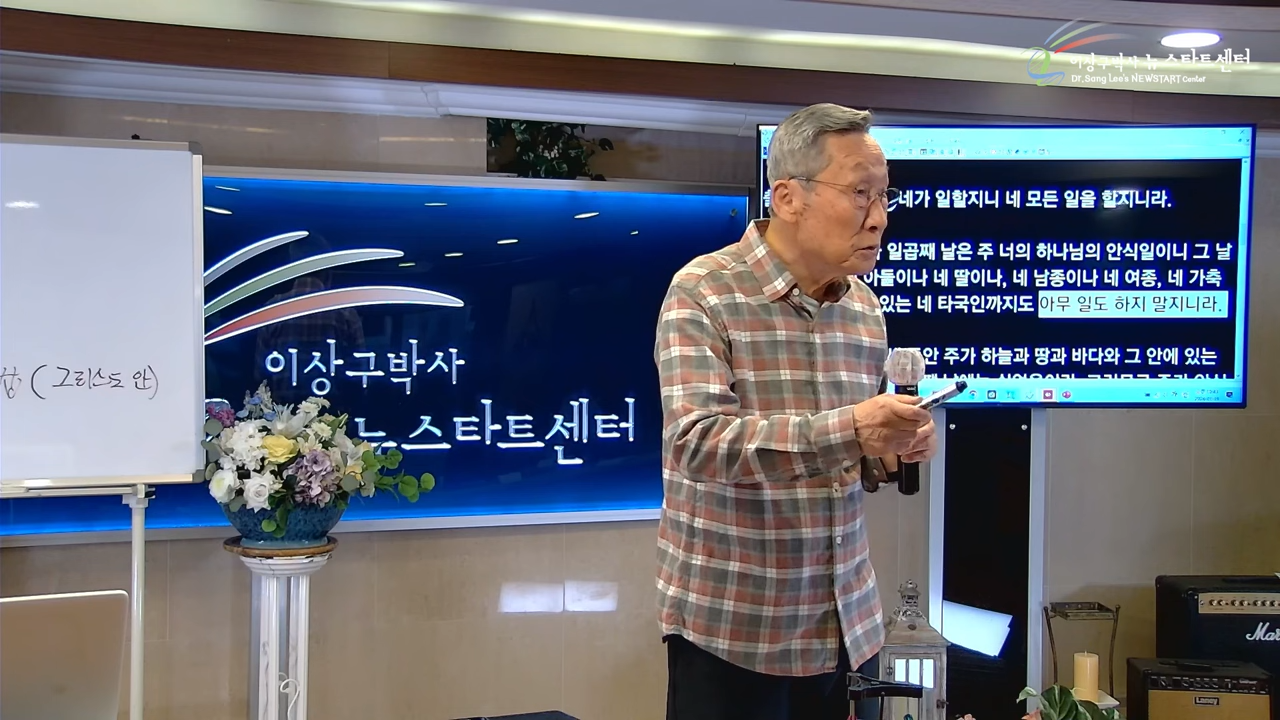 이상구박사 뉴스타트센터
Dr. Sang Lee's NEWSTART Center
네가 일할지니 네 모든 일을 할지니라.
일곱째 날은 주 너의 하나님의 안식일이니 그 날
아들이나 네 딸이나, 네 남종이나 네 여종, 네 가축
있는 네 타국인까지도 아무 일도 하지 말지니라.
주가 하늘과 땅과 바다와 그 안에 있는
이상구박사
뉴스타트센터
(그리스도 안)
Mar
Laney